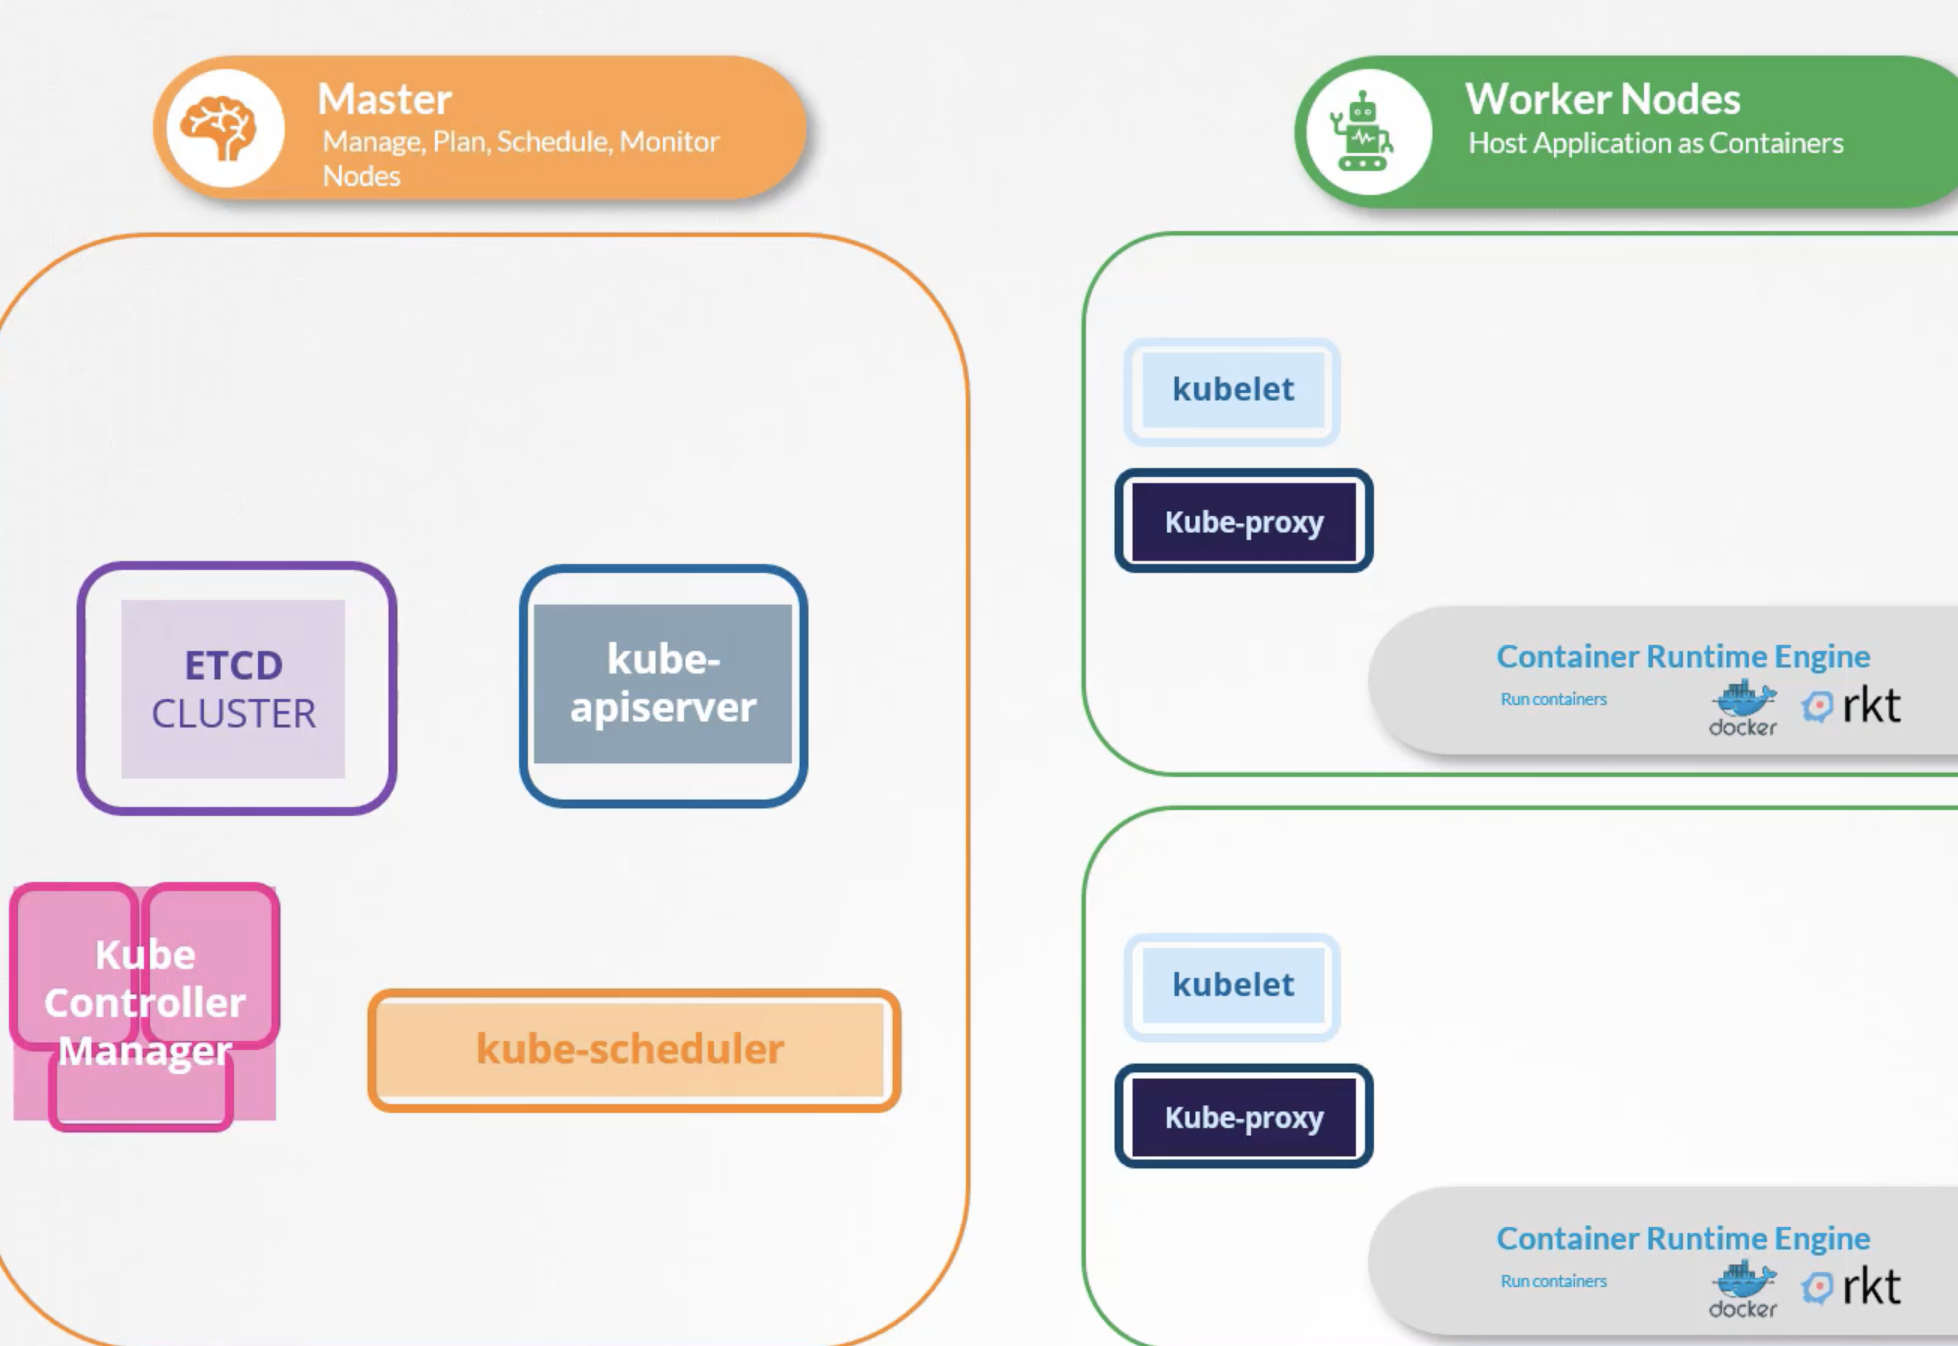 Master
Manage, Plan, Schedule, Monitor
Nodes
ETCD
CLUSTER
kube-
apiserver
Kube
Controller
Manager
kube-scheduler
Worker Nodes
Host Application as Containers
kubelet
Kube-proxy
Container Runtime Engine
Run containers
docker
rkt
kubelet
Kube-proxy
Container Runtime Engine
Run containers
docker
rkt